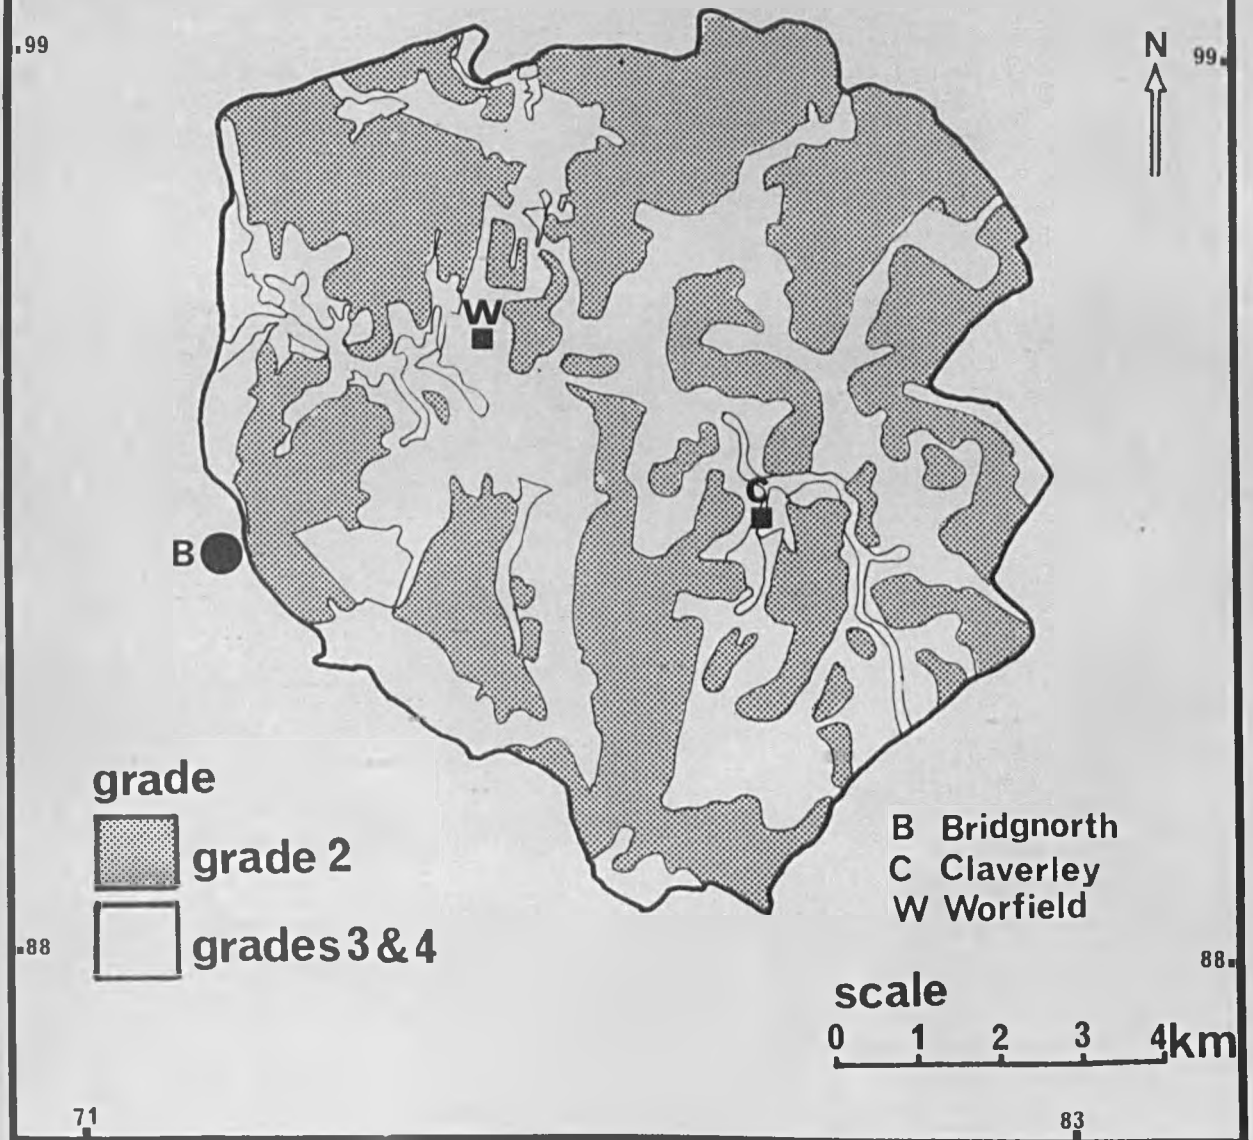 .99
N
99.
W
C
B
grade
grade 2
grades 3 & 4
B Bridgnorth
C Claverley
W Worfield
.88
88.
scale
0 1 2 3 4 km
71
83